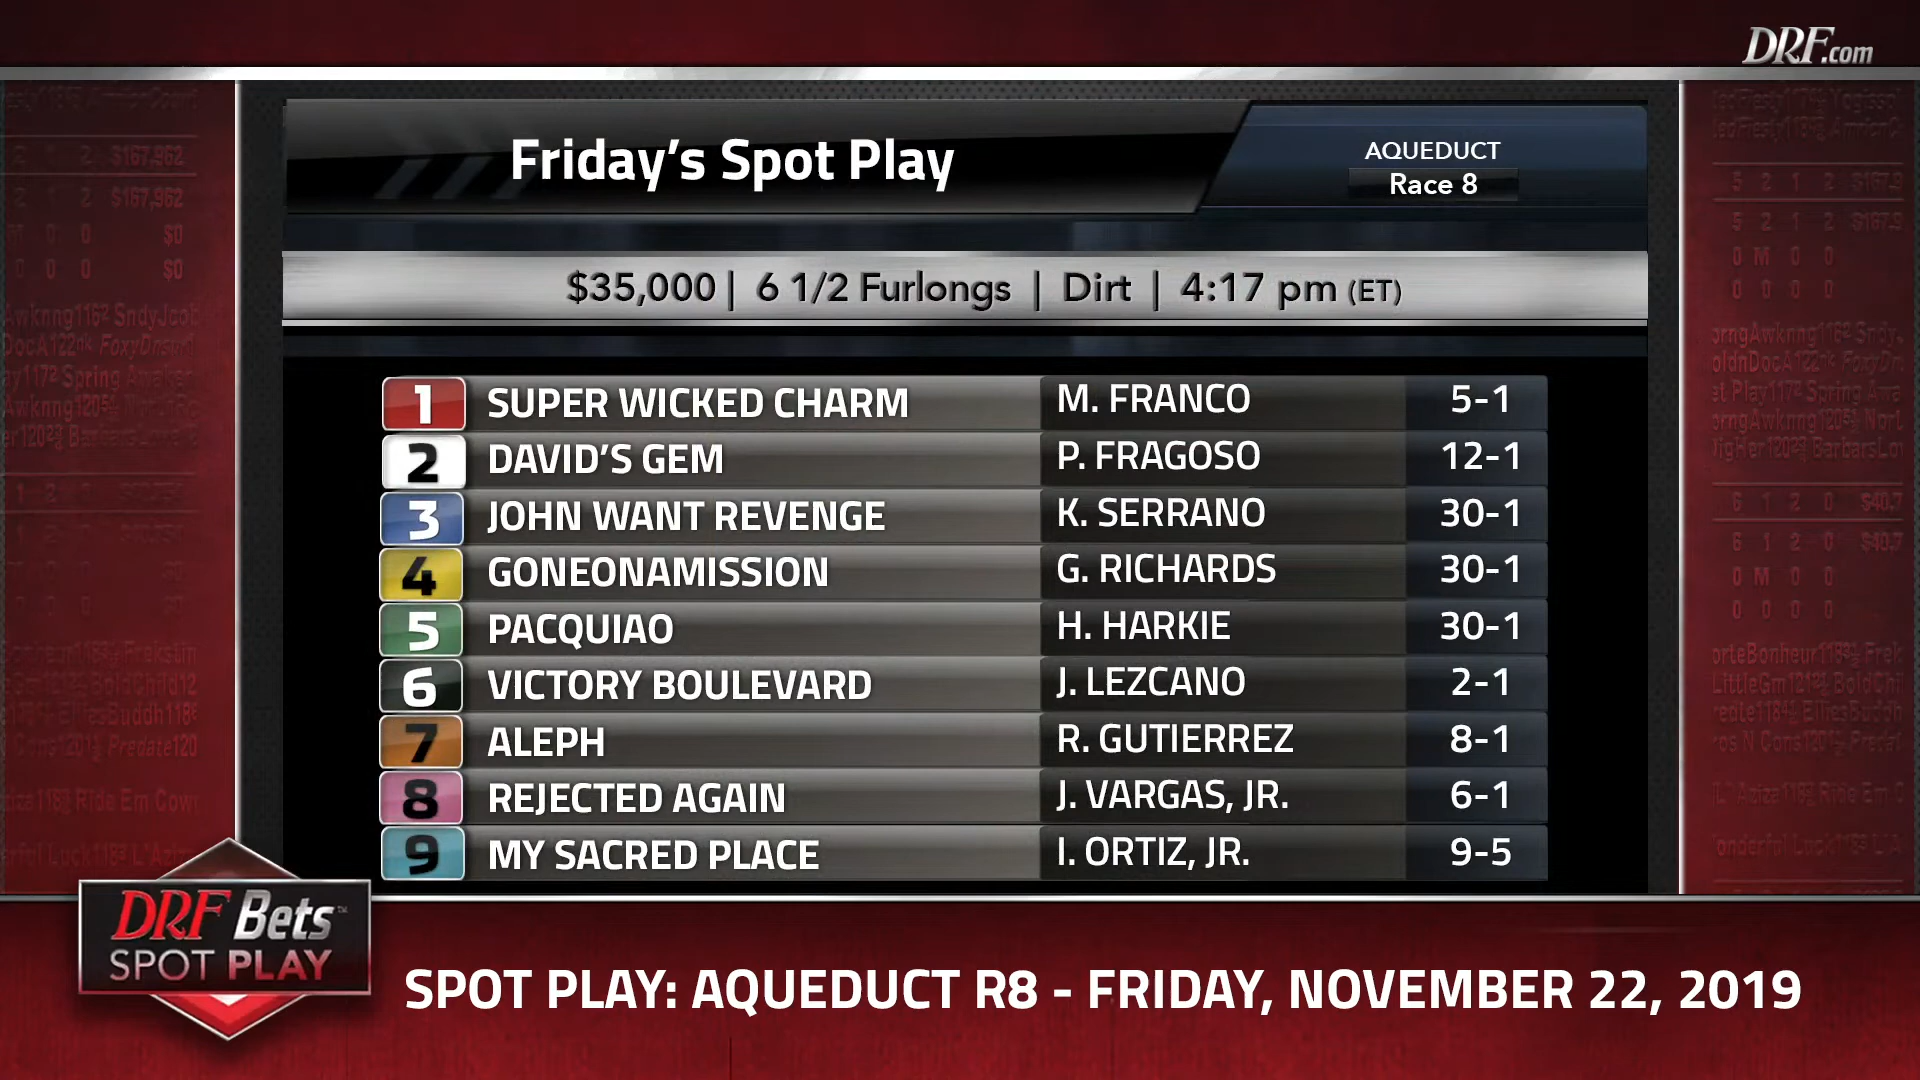 DRF.com
Friday's Spot Play
AQUEDUCT
Race 8
$35,000 | 6 1/2 Furlongs | Dirt | 4:17 pm (ET)
1 SUPER WICKED CHARM M. FRANCO 5-1
2 DAVID'S GEM P. FRAGOSO 12-1
3 JOHN WANT REVENGE K. SERRANO 30-1
4 GONEONAMISSION G. RICHARDS 30-1
5 PACQUIAO H. HARKIE 30-1
6 VICTORY BOULEVARD J. LEZCANO 2-1
7 ALEPH R. GUTIERREZ 8-1
8 REJECTED AGAIN J. VARGAS, JR. 6-1
9 MY SACRED PLACE I. ORTIZ, JR. 9-5
DRF Bets™
SPOT PLAY
SPOT PLAY: AQUEDUCT R8 - FRIDAY, NOVEMBER 22, 2019